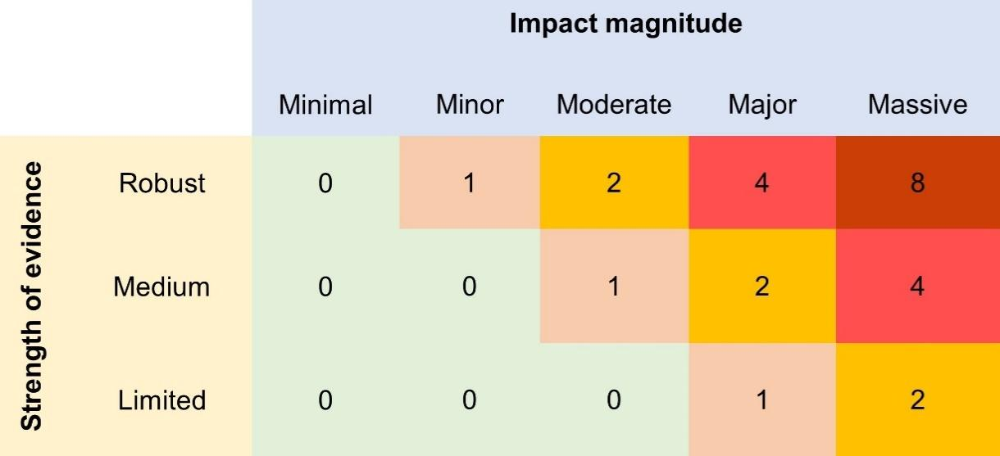 Impact magnitude
Minimal Minor Moderate Major Massive
Strength of evidence
Robust 0 1 2 4 8
Medium 0 0 1 2 4
Limited 0 0 0 1 2